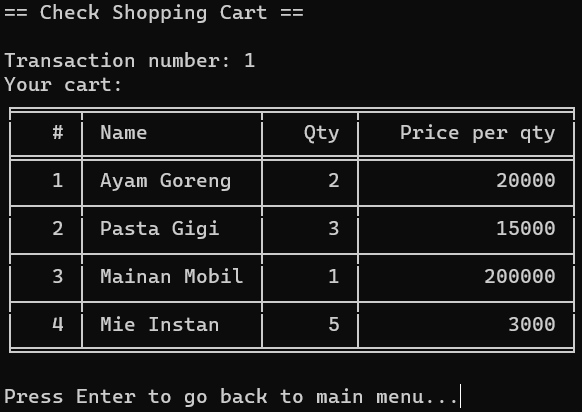 == Check Shopping Cart ==
Transaction number: 1
Your cart:
# Name Qty Price per qty
1 Ayam Goreng 2 20000
2 Pasta Gigi 3 15000
3 Mainan Mobil 1 200000
4 Mie Instan 5 3000
Press Enter to go back to main menu...